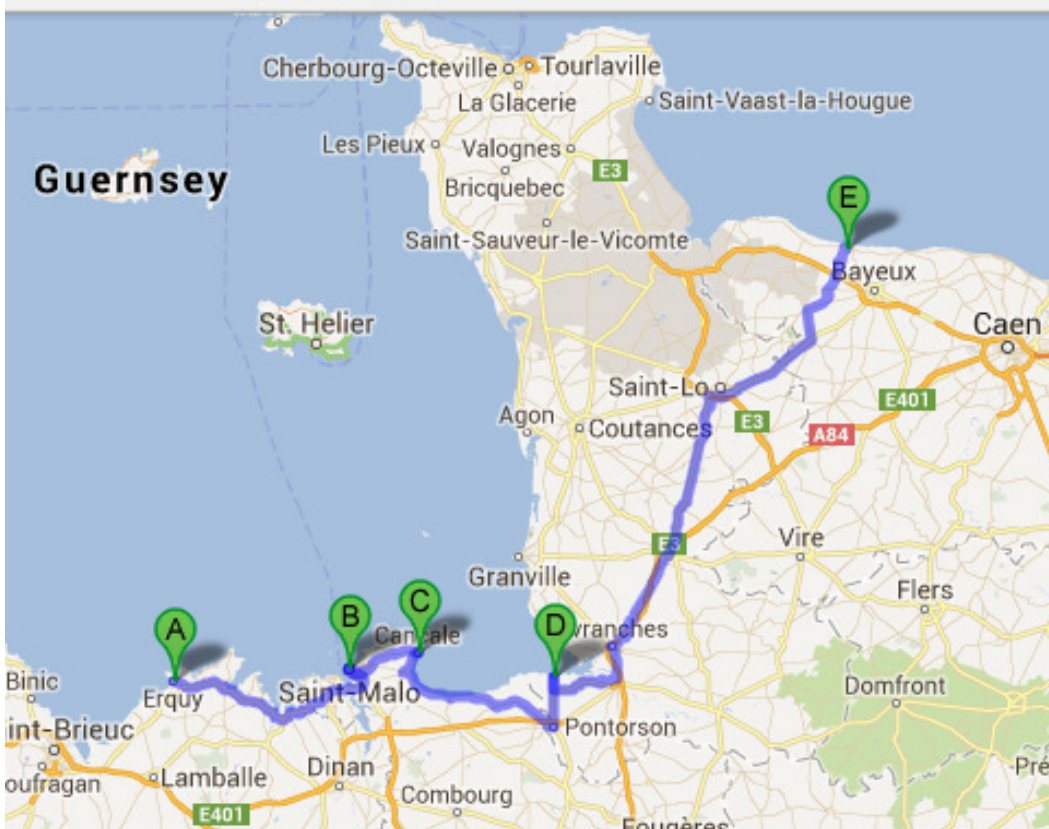 Cherbourg-Octeville
Tourlaville
La Glacerie
Saint-Vaast-la-Hougue
Les Pieux
Valognes
E3
Guernsey
Bricquebec
E
Saint-Sauveur-le-Vicomte
Bayeux
St. Helier
Caen
Saint-Lo
E401
Agon
Coutances
E3
A84
E3
Vire
Granville
Flers
A
B
C
D
Cancale
vranches
Binic
Erquy
Saint-Malo
Domfront
int-Brieuc
Pontorson
Lamballe
Dinan
Pré
oufragan
Combourg
E401
Fougères